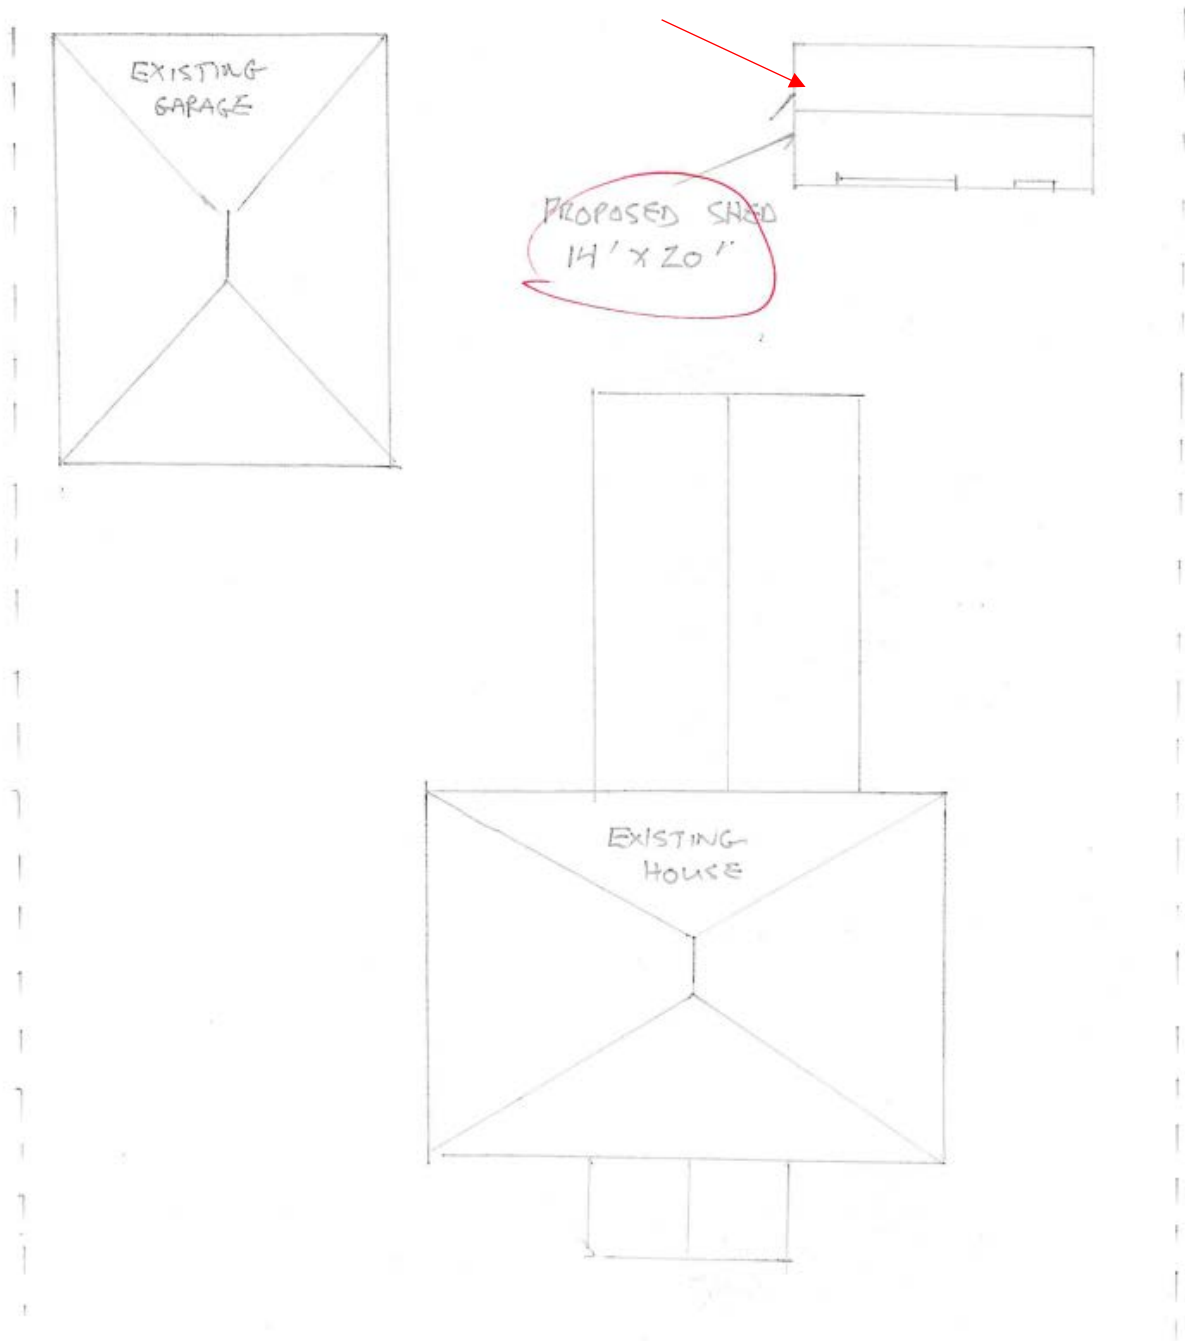 EXISTING
GARAGE
PROPOSED SHED
14' x 20'
EXISTING
HOUSE